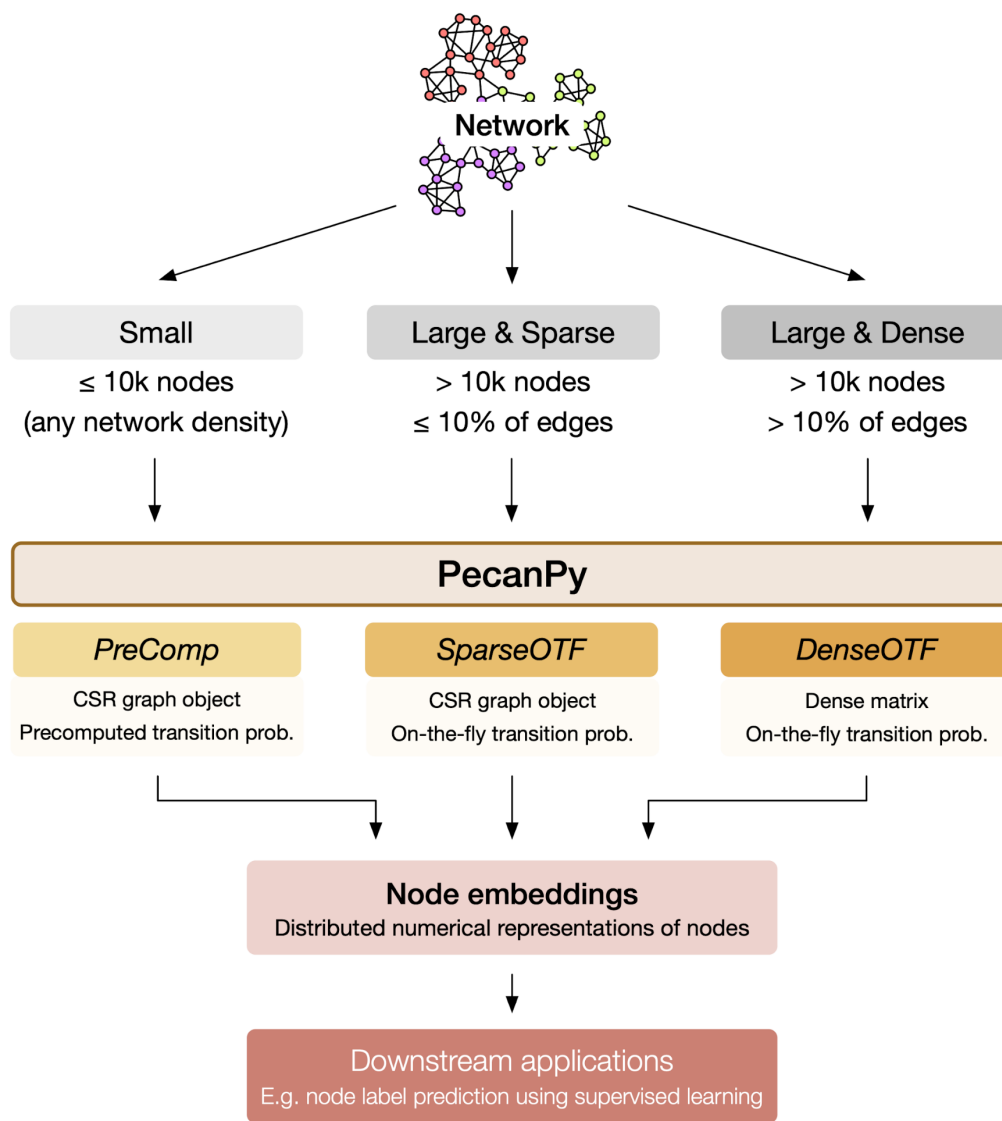 Network
Small
Large & Sparse
Large & Dense
≤ 10k nodes
(any network density)
> 10k nodes
≤ 10% of edges
> 10k nodes
> 10% of edges
PecanPy
PreComp
CSR graph object
Precomputed transition prob.
SparseOTF
CSR graph object
On-the-fly transition prob.
DenseOTF
Dense matrix
On-the-fly transition prob.
Node embeddings
Distributed numerical representations of nodes
Downstream applications
E.g. node label prediction using supervised learning